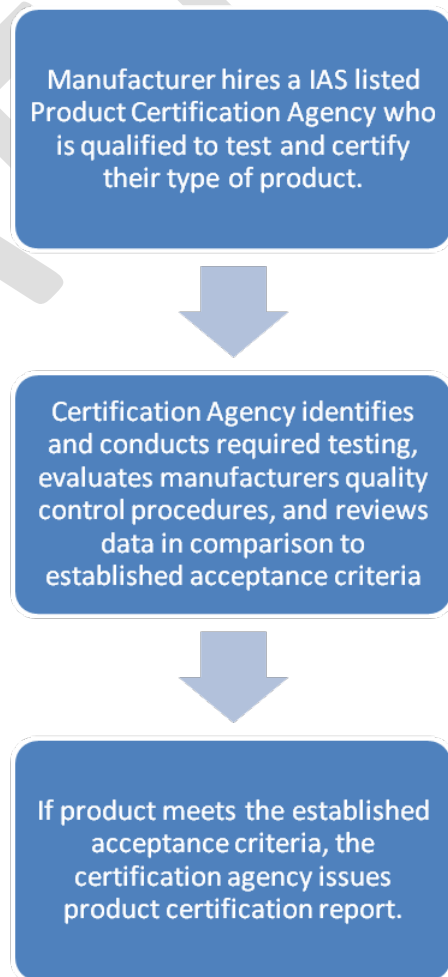 Manufacturer hires a IAS listed
Product Certification Agency who
is qualified to test and certify
their type of product.
Certification Agency identifies
and conducts required testing,
evaluates manufacturers quality
control procedures, and reviews
data in comparison to
established acceptance criteria
If product meets the established
acceptance criteria, the
certification agency issues
product certification report.